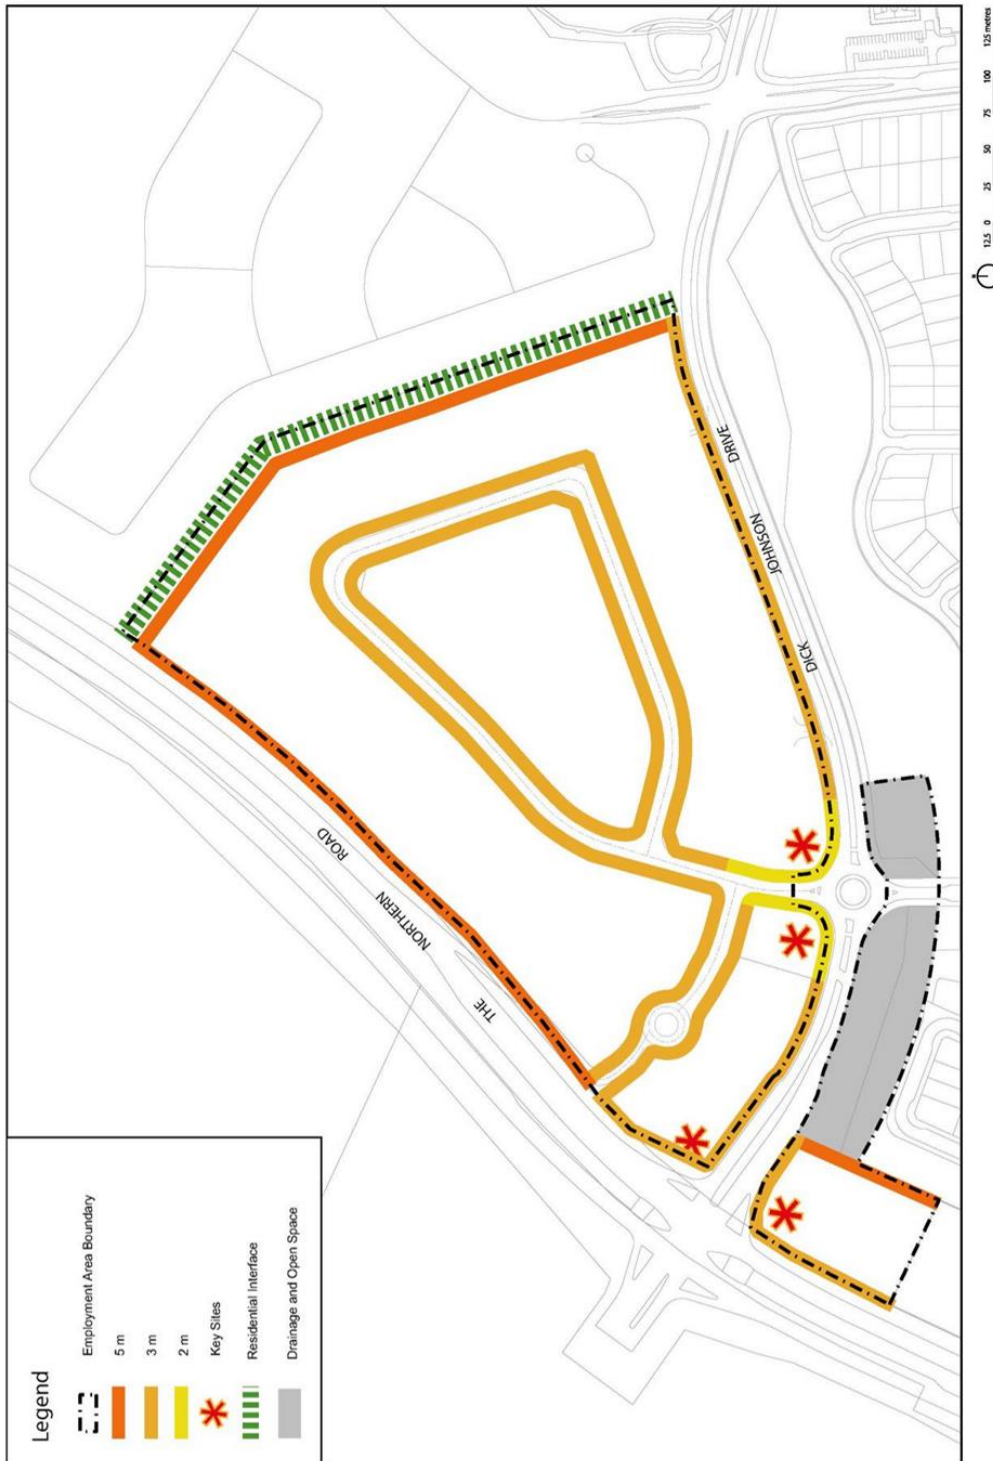 Legend
Employment Area Boundary
5 m
3 m
2 m
Key Sites
Residential Interface
Drainage and Open Space
THE
NORTHERN
ROAD
DICK
JOHNSON
DRIVE
12.5 0 25 50 75 100 125 metres